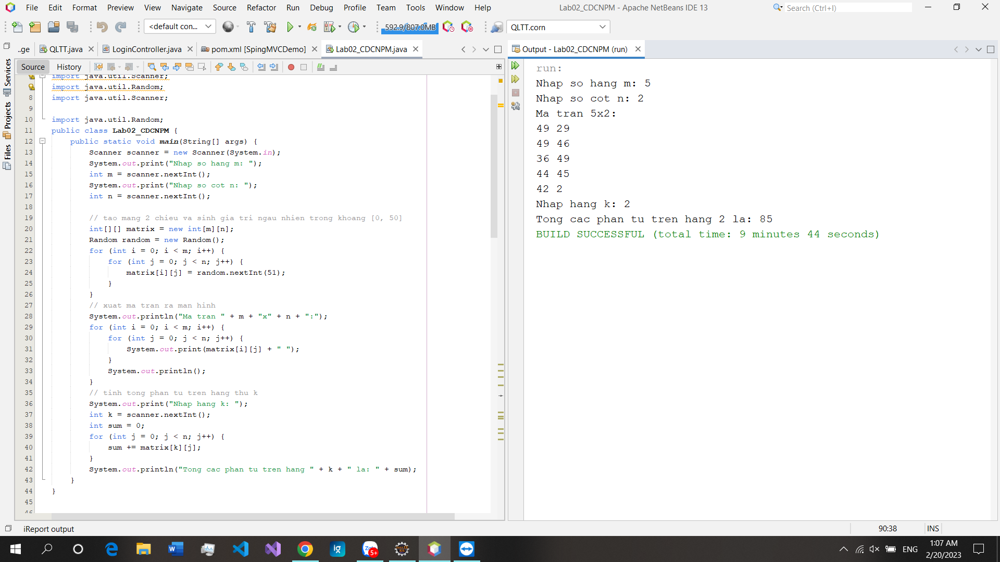 File Edit Format Preview View Navigate Source Refactor Run Debug Profile Team Tools Window Help
Lab02_CDCNPM - Apache NetBeans IDE 13
Search (Ctrl+I)
<default con...
592.9/807.0MB
QLTT.corn
..ge QLTT.java LoginController.java pom.xml [SpingMVCDemo] Lab02_CDCNPM.java
Output - Lab02_CDCNPM (run)
Services
Projects
Files
Source History
import java.util.Scanner;
import java.util.Random;
8 import java.util.Scanner;
9
10 import java.util.Random;
11 public class Lab02_CDCNPM {
12 public static void main(String[] args) {
13 Scanner scanner = new Scanner(System.in);
14 System.out.print("Nhap so hang m: ");
15 int m = scanner.nextInt();
16 System.out.print("Nhap so cot n: ");
17 int n = scanner.nextInt();
18
19 // tao mang 2 chieu va sinh gia tri ngau nhien trong khoang [0, 50]
20 int[][] matrix = new int[m][n];
21 Random random = new Random();
22 for (int i = 0; i < m; i++) {
23 for (int j = 0; j < n; j++) {
24 matrix[i][j] = random.nextInt(51);
25 }
26 }
27 // xuat ma tran ra man hinh
28 System.out.println("Ma tran " + m + "x" + n + ":");
29 for (int i = 0; i < m; i++) {
30 for (int j = 0; j < n; j++) {
31 System.out.print(matrix[i][j] + " ");
32 }
33 System.out.println();
34 }
35 // tinh tong phan tu tren hang thu k
36 System.out.print("Nhap hang k: ");
37 int k = scanner.nextInt();
38 int sum = 0;
39 for (int j = 0; j < n; j++) {
40 sum += matrix[k][j];
41 }
42 System.out.println("Tong cac phan tu tren hang " + k + " la: " + sum);
43 }
44 }
45
46
run:
Nhap so hang m: 5
Nhap so cot n: 2
Ma tran 5x2:
49 29
49 46
36 49
44 45
42 2
Nhap hang k: 2
Tong cac phan tu tren hang 2 la: 85
BUILD SUCCESSFUL (total time: 9 minutes 44 seconds)
iReport output
90:38 INS
ig
5+
ENG
1:07 AM
2/20/2023